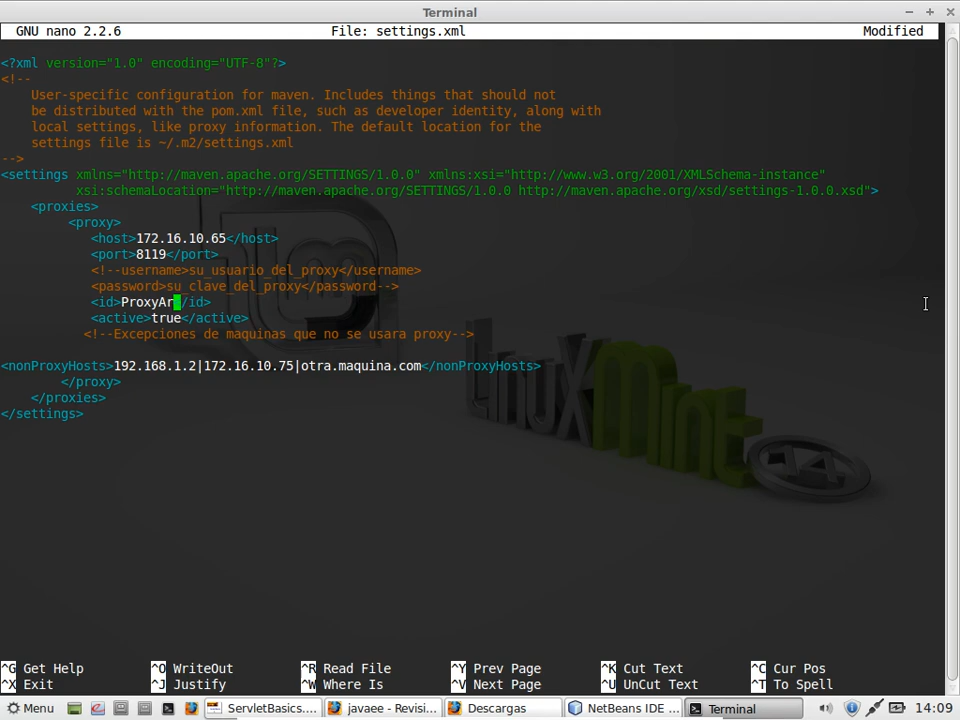 Terminal
GNU nano 2.2.6 File: settings.xml Modified
<?xml version="1.0" encoding="UTF-8"?>
<!--
User-specific configuration for maven. Includes things that should not
be distributed with the pom.xml file, such as developer identity, along with
local settings, like proxy information. The default location for the
settings file is ~/.m2/settings.xml
-->
<settings xmlns="http://maven.apache.org/SETTINGS/1.0.0" xmlns:xsi="http://www.w3.org/2001/XMLSchema-instance"
xsi:schemaLocation="http://maven.apache.org/SETTINGS/1.0.0 http://maven.apache.org/xsd/settings-1.0.0.xsd">
<proxies>
<proxy>
<host>172.16.10.65</host>
<port>8119</port>
<!--username>su_usuario_del_proxy</username>
<password>su_clave_del_proxy</password-->
<id>ProxyAr</id>
<active>true</active>
<!--Excepciones de maquinas que no se usara proxy-->
<nonProxyHosts>192.168.1.2|172.16.10.75|otra.maquina.com</nonProxyHosts>
</proxy>
</proxies>
</settings>
LinuxMint
14
^G Get Help ^O WriteOut ^R Read File ^Y Prev Page ^K Cut Text ^C Cur Pos
^X Exit ^J Justify ^W Where Is ^V Next Page ^U UnCut Text ^T To Spell
Menu ServletBasics.... javaee - Revisi... Descargas NetBeans IDE ... Terminal 14:09